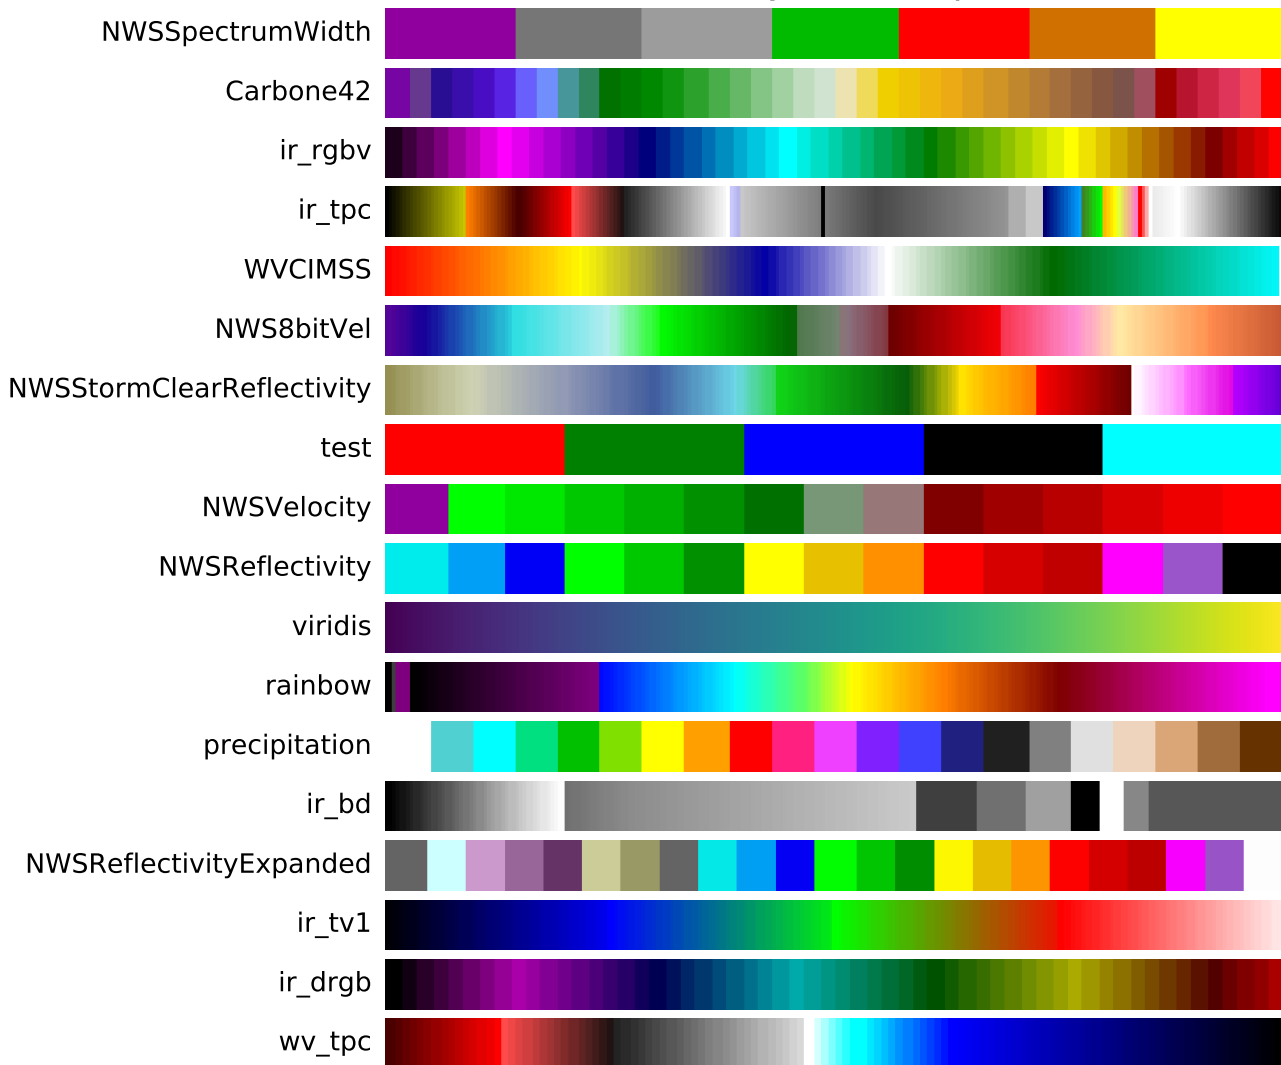 NWSSpectrumWidth
Carbone42
ir_rgbv
ir_tpc
WVCIMSS
NWS8bitVel
NWSStormClearReflectivity
test
NWSVelocity
NWSReflectivity
viridis
rainbow
precipitation
ir_bd
NWSReflectivityExpanded
ir_tv1
ir_drgb
wv_tpc